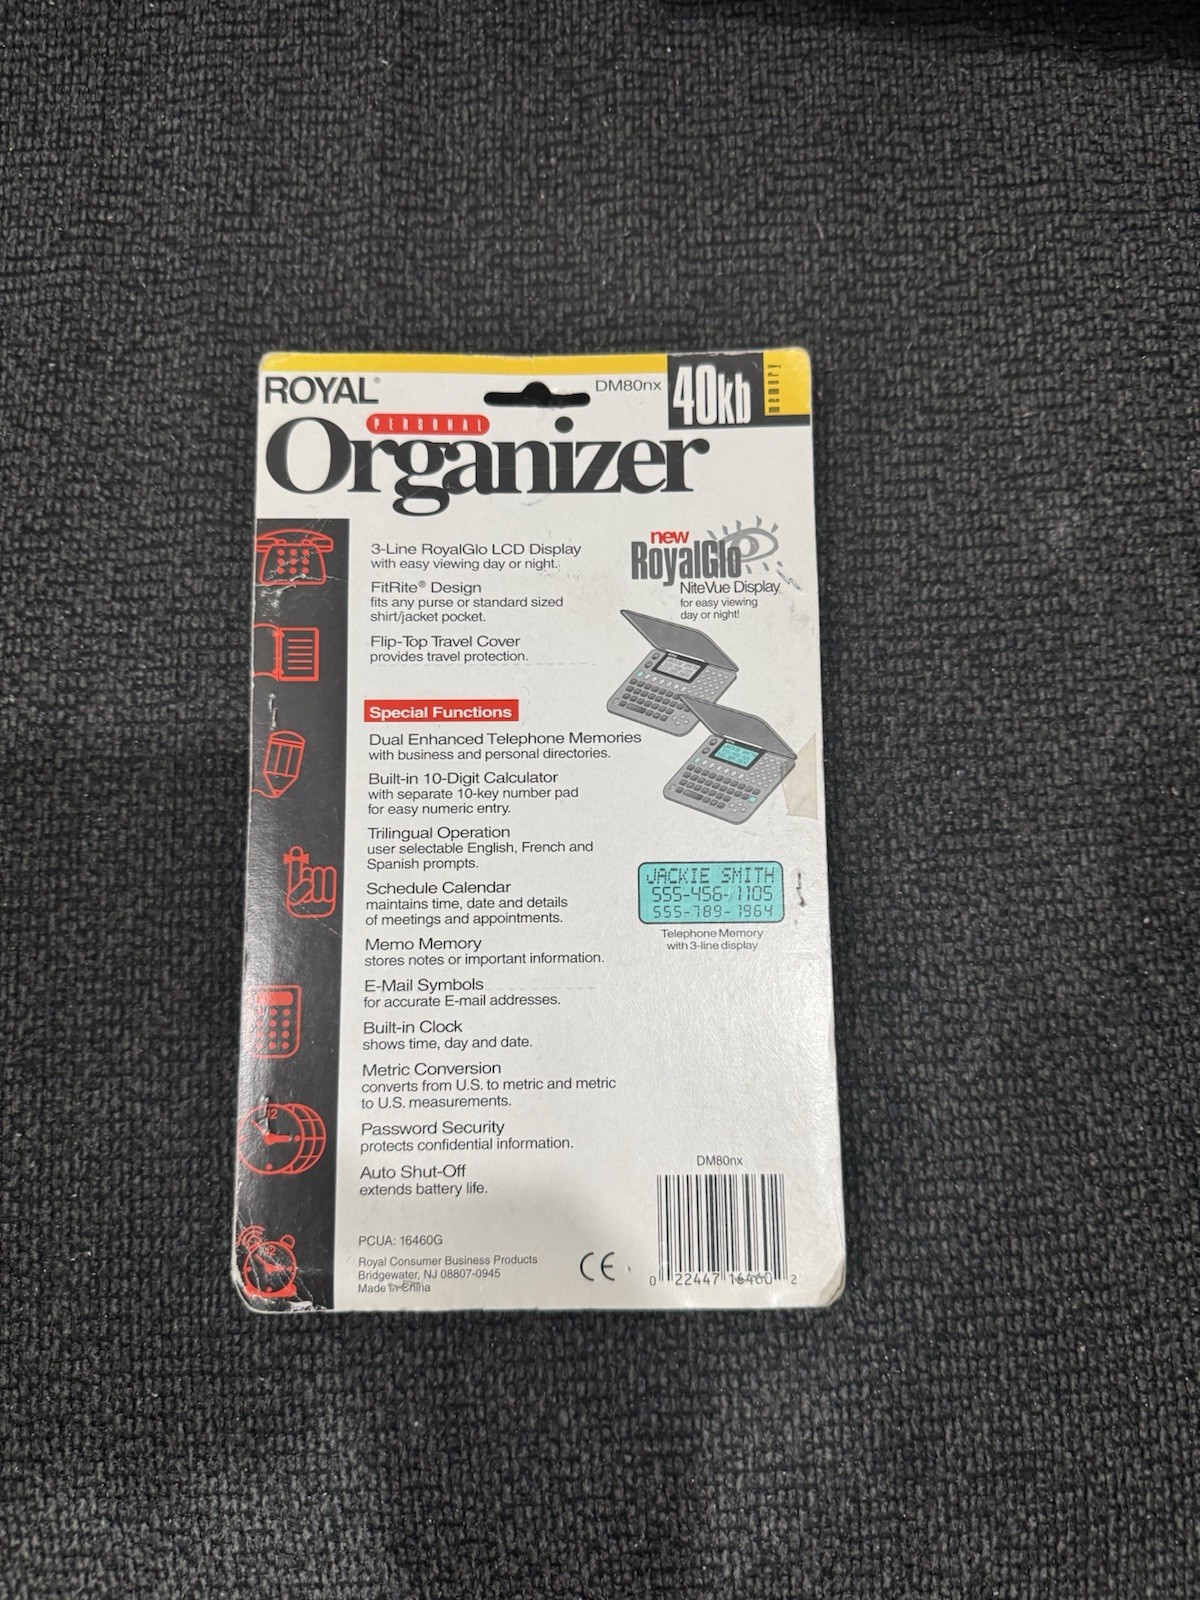 ROYAL®
DM80nx
40kb
memory
PERSONAL
Organizer
3-Line RoyalGlo LCD Display
with easy viewing day or night.
FitRite® Design
fits any purse or standard sized
shirt/jacket pocket.
Flip-Top Travel Cover
provides travel protection.
new
RoyalGlo
NiteVue Display
for easy viewing
day or night!
Special Functions
Dual Enhanced Telephone Memories
with business and personal directories.
Built-in 10-Digit Calculator
with separate 10-key number pad
for easy numeric entry.
Trilingual Operation
user selectable English, French and
Spanish prompts.
Schedule Calendar
maintains time, date and details
of meetings and appointments.
Memo Memory
stores notes or important information.
E-Mail Symbols
for accurate E-mail addresses.
Built-in Clock
shows time, day and date.
Metric Conversion
converts from U.S. to metric and metric
to U.S. measurements.
Password Security
protects confidential information.
Auto Shut-Off
extends battery life.
JACKIE SMITH
555-456-1105
555-789-1964
Telephone Memory
with 3-line display
12
12
PCUA: 16460G
Royal Consumer Business Products
Bridgewater, NJ 08807-0945
Made in China
CE
DM80nx
0 22447 16460 2